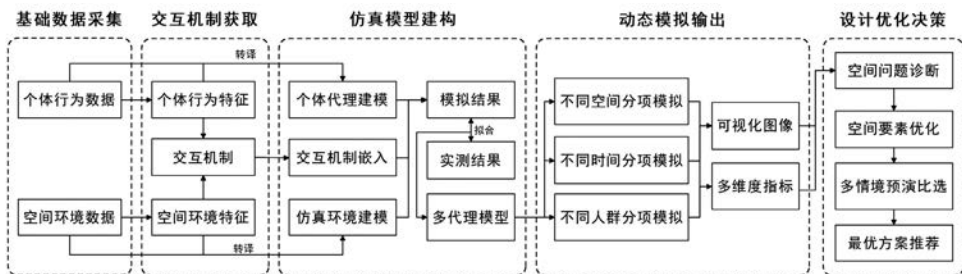 基础数据采集
交互机制获取
仿真模型建构
动态模拟输出
设计优化决策
转译
转译
个体行为数据
空间环境数据
个体行为特征
交互机制
空间环境特征
个体代理建模
交互机制嵌入
仿真环境建模
模拟结果
拟合
实测结果
多代理模型
不同空间分项模拟
不同时间分项模拟
不同人群分项模拟
可视化图像
多维度指标
空间问题诊断
空间要素优化
多情境预演比选
最优方案推荐